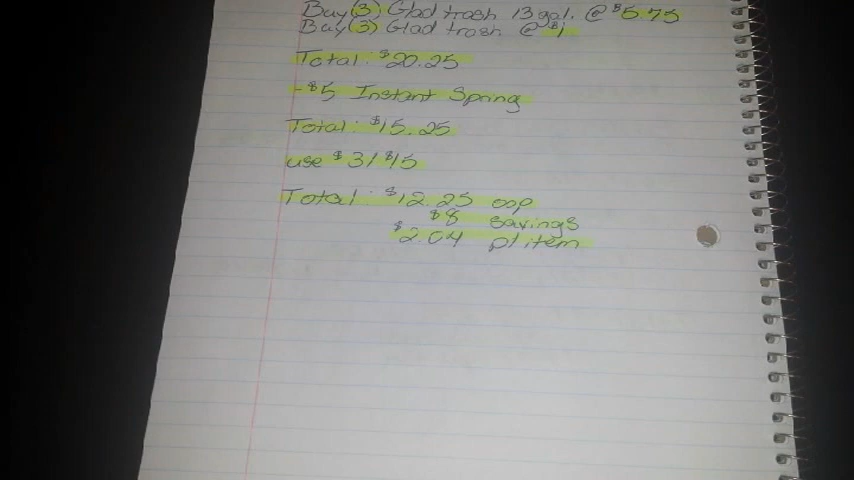 Buy (3) Glad trash 13 gal. @ $5.75
Buy (3) Glad trash @ $1
Total: $20.25
-$5 Instant Spring
Total: $15.25
use $3/$15
Total: $12.25 oop
$8 savings
$2.04 p/item